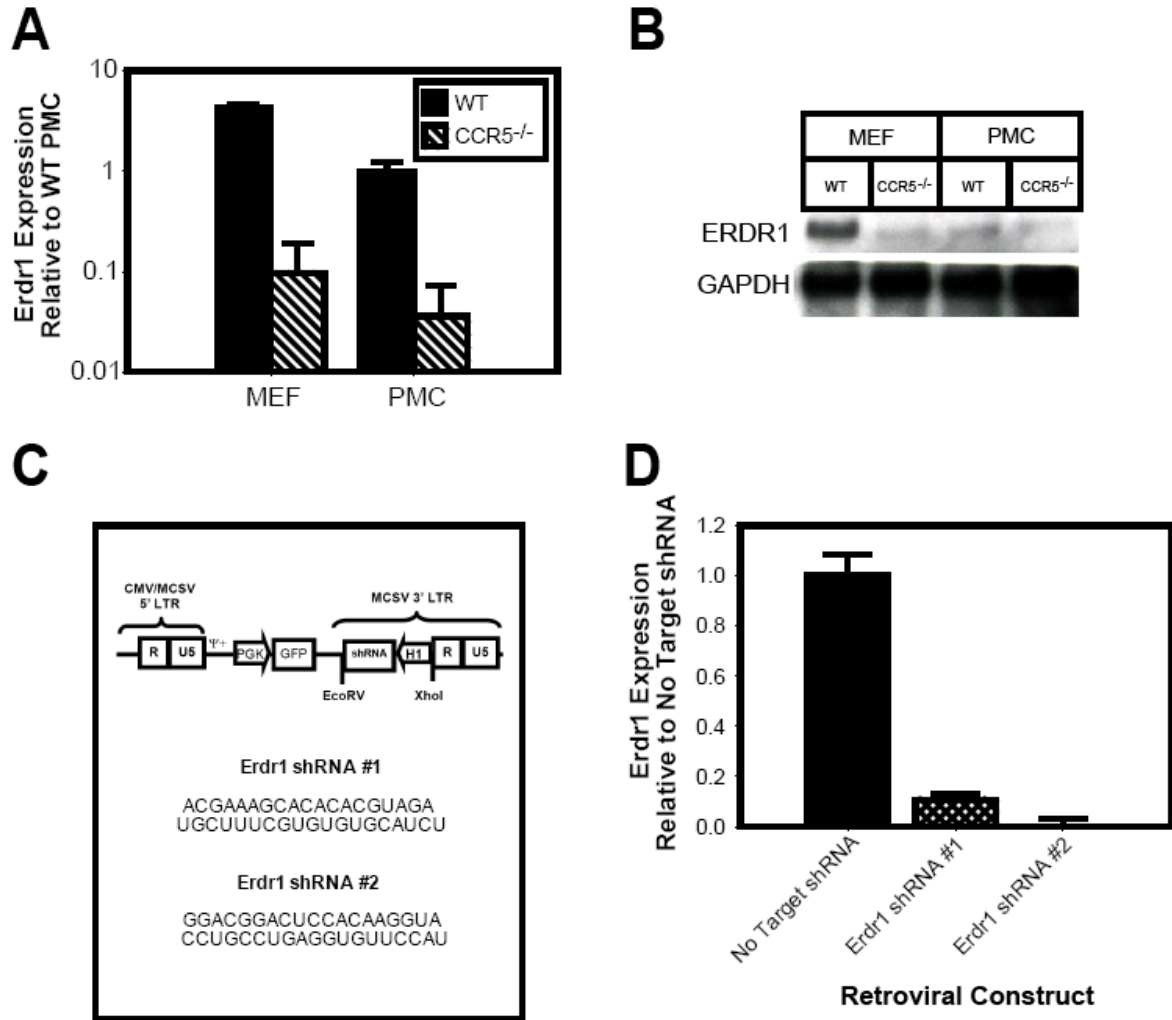 A
10
1
0.1
0.01
Erdr1 Expression
Relative to WT PMC
WT
CCR5-/-
MEF
PMC
B
MEF
PMC
WT
CCR5-/-
WT
CCR5-/-
ERDR1
GAPDH
C
CMV/MCSV
5' LTR
MCSV 3' LTR
R
U5
Ψ+
PGK
GFP
shRNA
H1
R
U5
EcoRV
XhoI
Erdr1 shRNA #1
ACGAAAGCACACACGUAGA
UGCUUUCGUGUGUGCAUCU
Erdr1 shRNA #2
GGACGGACUCCACAAGGUA
CCUGCCUGAGGUGUUCCAU
D
Erdr1 Expression
Relative to No Target shRNA
1.2
1.0
0.8
0.6
0.4
0.2
0.0
No Target shRNA
Erdr1 shRNA #1
Erdr1 shRNA #2
Retroviral Construct